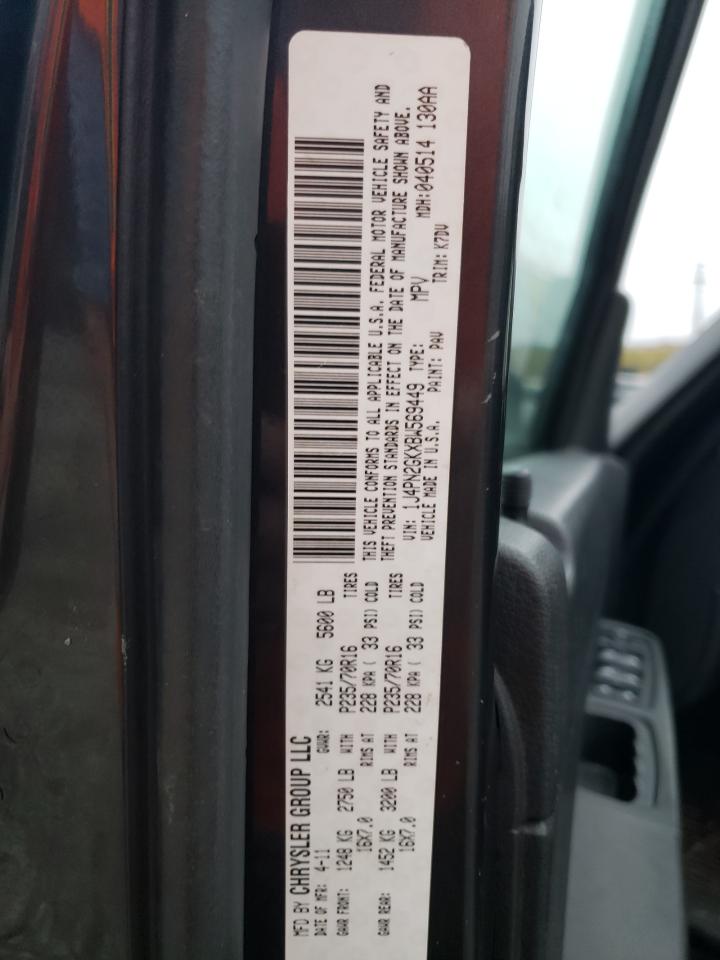 MFD BY CHRYSLER GROUP LLC
DATE OF MFR: 4-11 GVWR: 2541 KG 5600 LB
GAWR FRONT: 1248 KG 2750 LB WITH P235/70R16 TIRES
16X7.0 RIMS AT 228 KPA ( 33 PSI) COLD
GAWR REAR: 1452 KG 3200 LB WITH P235/70R16 TIRES
16X7.0 RIMS AT 228 KPA ( 33 PSI) COLD
THIS VEHICLE CONFORMS TO ALL APPLICABLE U.S.A. FEDERAL MOTOR VEHICLE SAFETY AND
THEFT PREVENTION STANDARDS IN EFFECT ON THE DATE OF MANUFACTURE SHOWN ABOVE.
VIN: 1J4PN2GKXBW569449 TYPE: MPV MDH:040514 130AA
VEHICLE MADE IN U.S.A. PAINT: PAV TRIM: K7DV